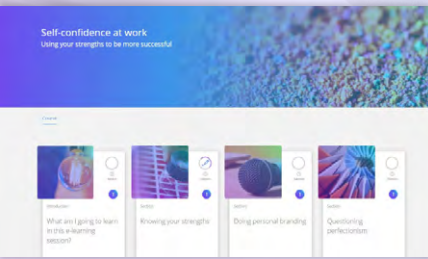 Self-confidence at work
Using your strengths to be more successful
Introduction
What am I going to learn
in this e-learning
session?
Knowing your strengths
Doing personal branding
Questioning
perfectionism